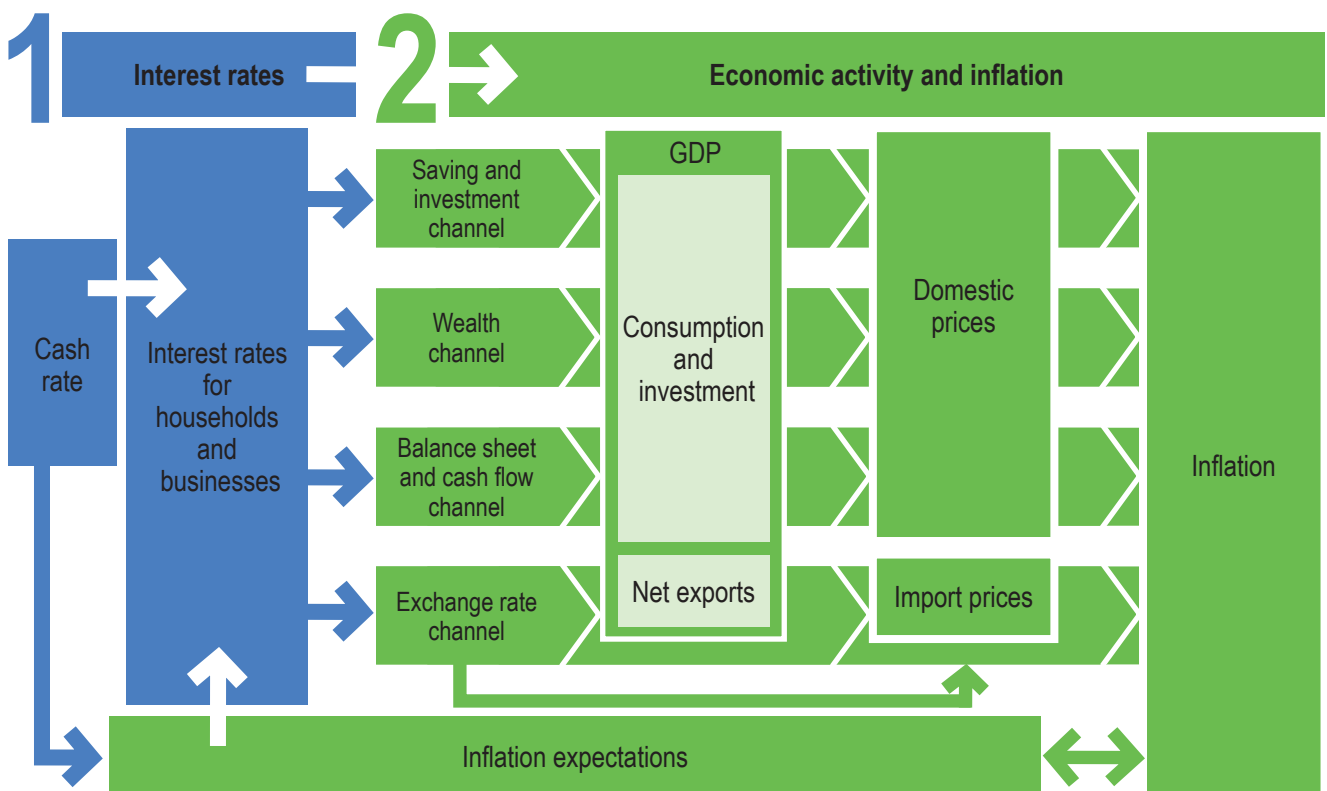 1
Interest rates
2
Economic activity and inflation
Cash
rate
Interest rates
for
households
and
businesses
Saving and
investment
channel
Wealth
channel
Balance sheet
and cash flow
channel
Exchange rate
channel
GDP
Consumption
and
investment
Net exports
Domestic
prices
Import prices
Inflation
Inflation expectations